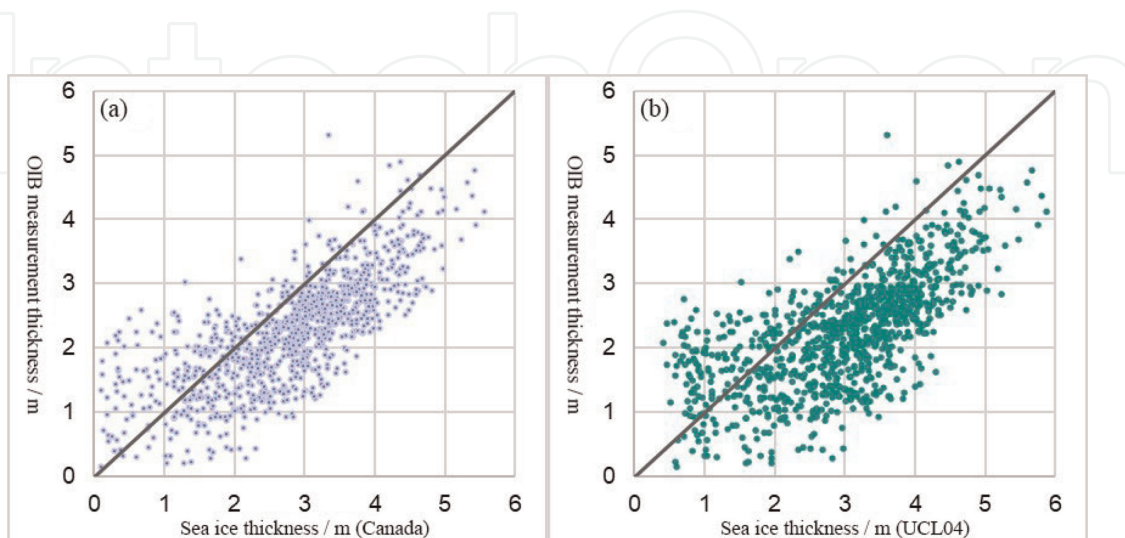 IntechOpen
(a)
6
5
4
3
2
1
0
OIB measurement thickness / m
0 1 2 3 4 5 6
Sea ice thickness / m (Canada)
(b)
6
5
4
3
2
1
0
OIB measurement thickness / m
0 1 2 3 4 5 6
Sea ice thickness / m (UCL04)